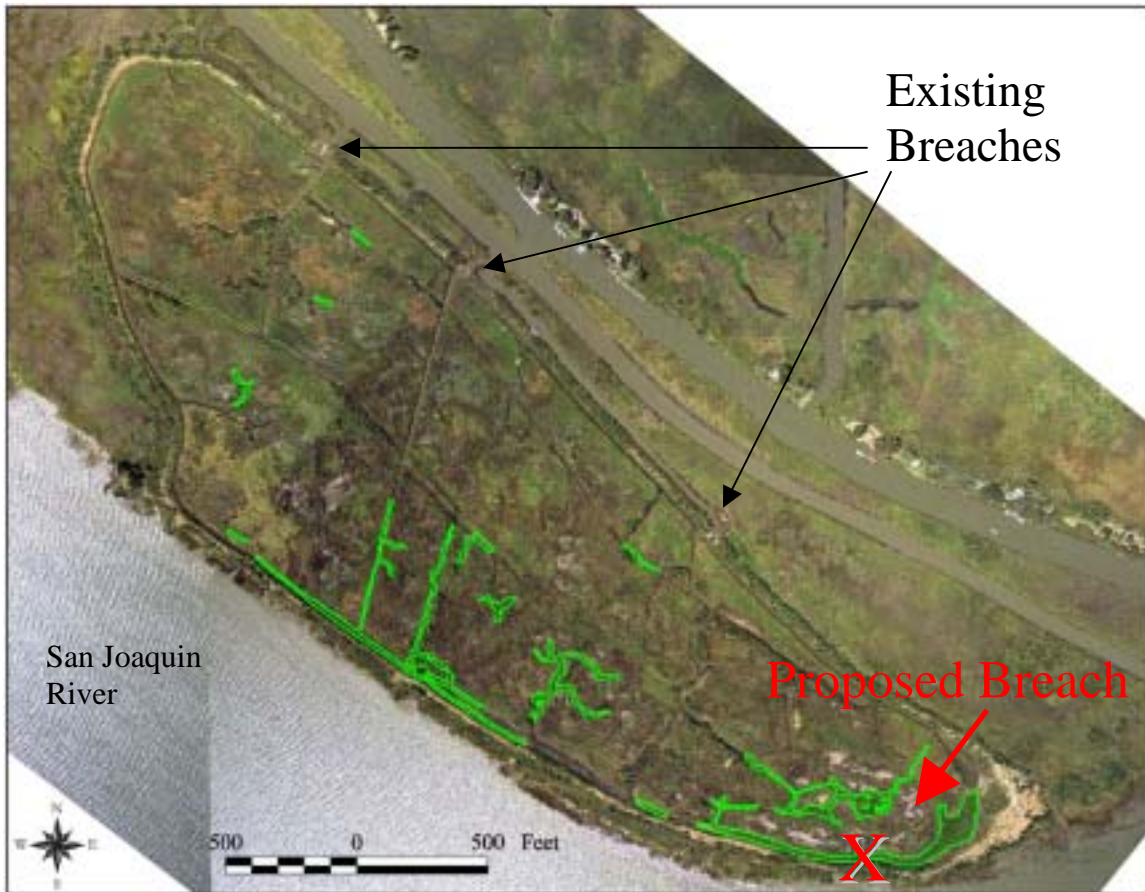 Existing
Breaches
San Joaquin
River
Proposed Breach
X
N
W E
S
500 0 500 Feet